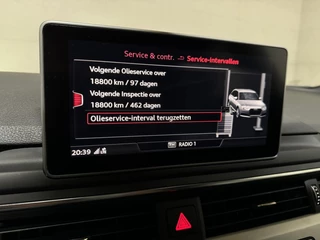 Service & contr.
Service-intervallen
Volgende Olieservice over
18800 km / 97 dagen
Volgende Inspectie over
18800 km / 462 dagen
Olieservice-interval terugzetten
20:39
RADIO 1